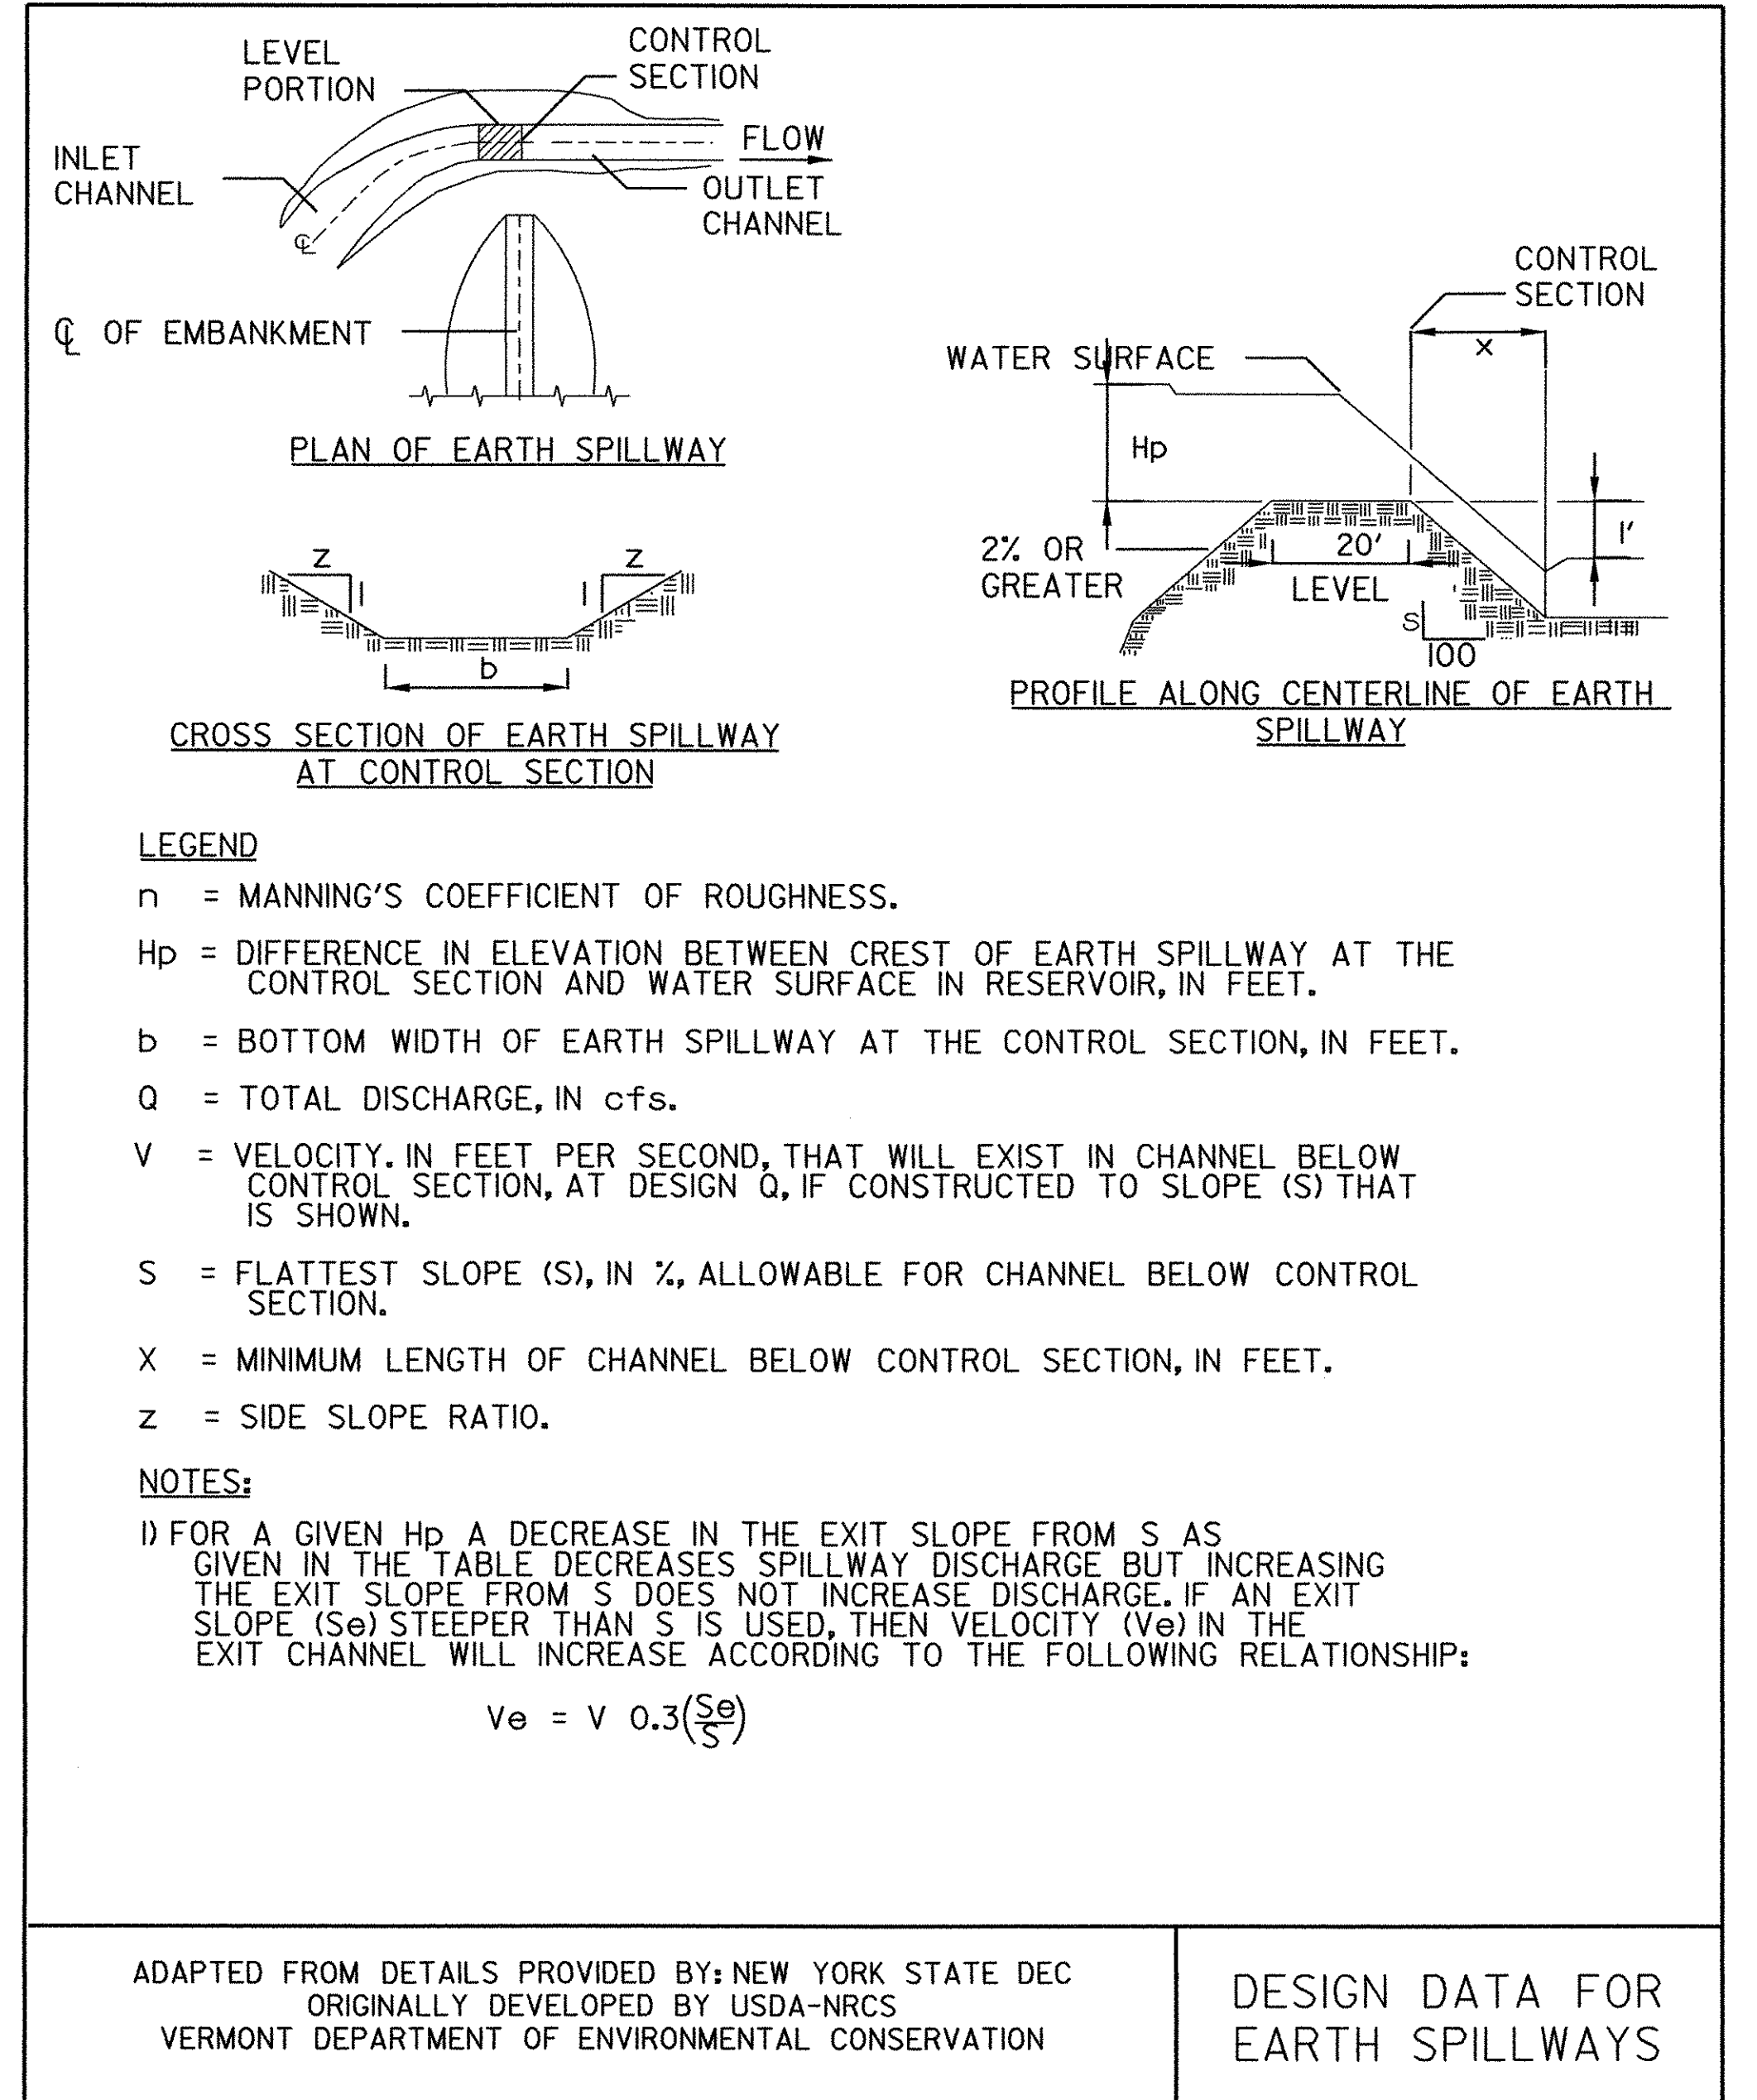 LEVEL
PORTION
CONTROL
SECTION
INLET
CHANNEL
FLOW
OUTLET
CHANNEL
℄
℄ OF EMBANKMENT
PLAN OF EARTH SPILLWAY
z
z
1
1
b
CROSS SECTION OF EARTH SPILLWAY
AT CONTROL SECTION
CONTROL
SECTION
WATER SURFACE
x
Hp
1'
2% OR
GREATER
20'
LEVEL
S
100
PROFILE ALONG CENTERLINE OF EARTH
SPILLWAY
LEGEND
n = MANNING'S COEFFICIENT OF ROUGHNESS.
Hp = DIFFERENCE IN ELEVATION BETWEEN CREST OF EARTH SPILLWAY AT THE
CONTROL SECTION AND WATER SURFACE IN RESERVOIR, IN FEET.
b = BOTTOM WIDTH OF EARTH SPILLWAY AT THE CONTROL SECTION, IN FEET.
Q = TOTAL DISCHARGE, IN cfs.
V = VELOCITY. IN FEET PER SECOND, THAT WILL EXIST IN CHANNEL BELOW
CONTROL SECTION, AT DESIGN Q, IF CONSTRUCTED TO SLOPE (S) THAT
IS SHOWN.
S = FLATTEST SLOPE (S), IN %, ALLOWABLE FOR CHANNEL BELOW CONTROL
SECTION.
X = MINIMUM LENGTH OF CHANNEL BELOW CONTROL SECTION, IN FEET.
z = SIDE SLOPE RATIO.
NOTES:
1) FOR A GIVEN Hp A DECREASE IN THE EXIT SLOPE FROM S AS
GIVEN IN THE TABLE DECREASES SPILLWAY DISCHARGE BUT INCREASING
THE EXIT SLOPE FROM S DOES NOT INCREASE DISCHARGE. IF AN EXIT
SLOPE (Se) STEEPER THAN S IS USED, THEN VELOCITY (Ve) IN THE
EXIT CHANNEL WILL INCREASE ACCORDING TO THE FOLLOWING RELATIONSHIP:
Ve = V 0.3(Se/S)
ADAPTED FROM DETAILS PROVIDED BY: NEW YORK STATE DEC
ORIGINALLY DEVELOPED BY USDA-NRCS
VERMONT DEPARTMENT OF ENVIRONMENTAL CONSERVATION
DESIGN DATA FOR
EARTH SPILLWAYS